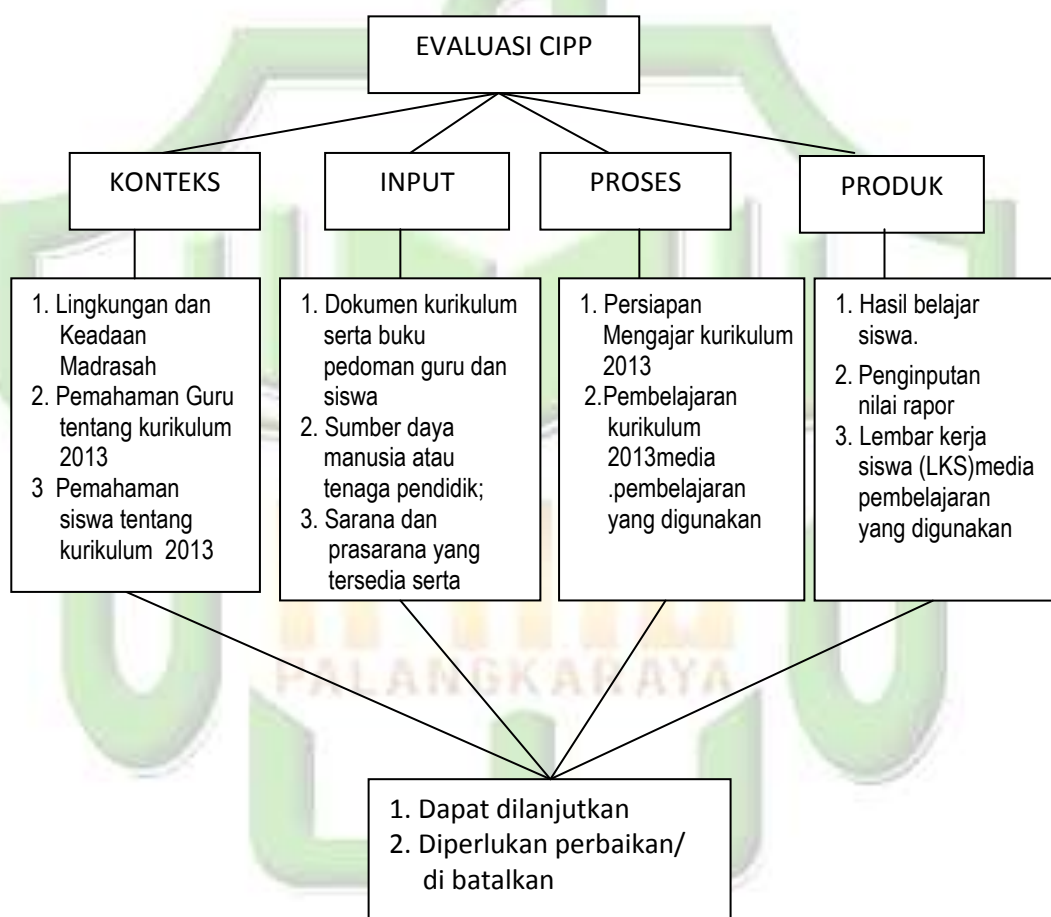 EVALUASI CIPP
KONTEKS
INPUT
PROSES
PRODUK
1. Lingkungan dan
Keadaan
Madrasah
2. Pemahaman Guru
tentang kurikulum
2013
3 Pemahaman
siswa tentang
kurikulum 2013
1. Dokumen kurikulum
serta buku
pedoman guru dan
siswa
2. Sumber daya
manusia atau
tenaga pendidik;
3. Sarana dan
prasarana yang
tersedia serta
1. Persiapan
Mengajar kurikulum
2013
2.Pembelajaran
kurikulum
2013media
.pembelajaran
yang digunakan
1. Hasil belajar
siswa.
2. Penginputan
nilai rapor
3. Lembar kerja
siswa (LKS)media
pembelajaran
yang digunakan
PALANGKARAYA
1. Dapat dilanjutkan
2. Diperlukan perbaikan/
di batalkan